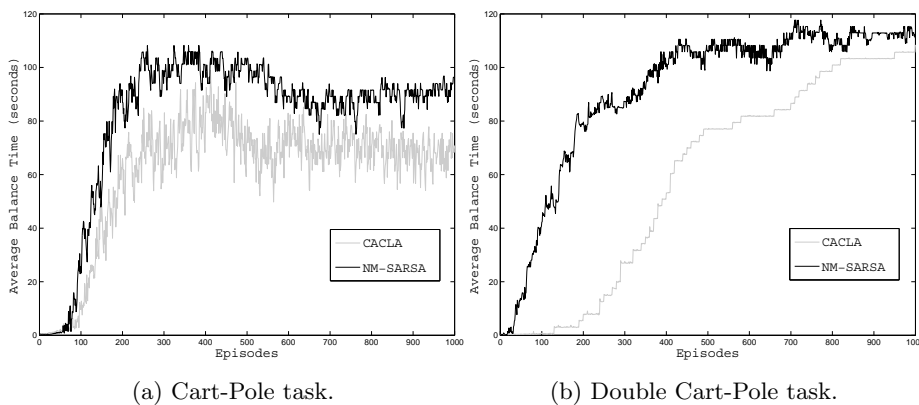 120
100
80
60
40
20
0
Average Balance Time (seconds)
CACLA
NM-SARSA
0 100 200 300 400 500 600 700 800 900 1000
Episodes
(a) Cart-Pole task.
120
100
80
60
40
20
0
Average Balance Time (seconds)
CACLA
NM-SARSA
0 100 200 300 400 500 600 700 800 900 1000
Episodes
(b) Double Cart-Pole task.